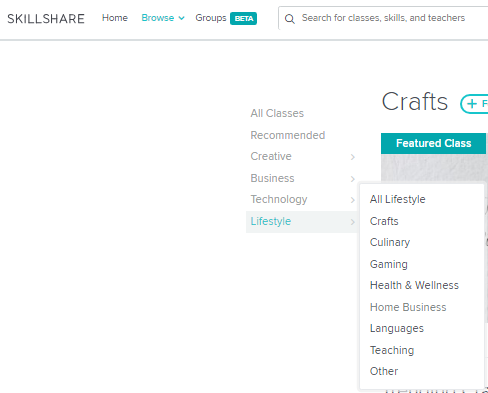 SKILLSHARE Home Browse Groups BETA Search for classes, skills, and teachers
Crafts + F
All Classes
Featured Class
Recommended
Creative
Business
Technology
Lifestyle
All Lifestyle
Crafts
Culinary
Gaming
Health & Wellness
Home Business
Languages
Teaching
Other